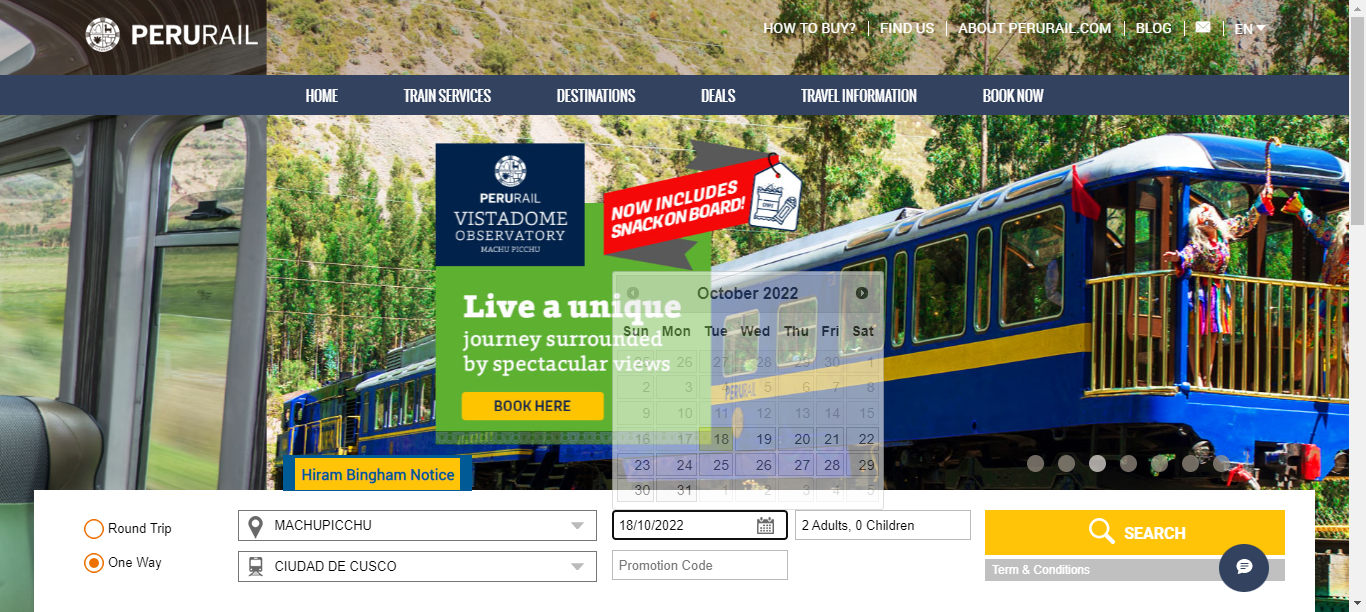 PERURAIL
HOW TO BUY? FIND US ABOUT PERURAIL.COM BLOG EN
HOME TRAIN SERVICES DESTINATIONS DEALS TRAVEL INFORMATION BOOK NOW
PERURAIL
VISTADOME
OBSERVATORY
MACHU PICCHU
NOW INCLUDES
SNACK ON BOARD!
Live a unique
journey surrounded
by spectacular views
BOOK HERE
October 2022
Sun Mon Tue Wed Thu Fri Sat
25 26 27 28 29 30 1
2 3 4 5 6 7 8
9 10 11 12 13 14 15
16 17 18 19 20 21 22
23 24 25 26 27 28 29
30 31 1 2 3 4 5
PERURAIL
Hiram Bingham Notice
Round Trip
One Way
MACHUPICCHU
CIUDAD DE CUSCO
18/10/2022
Promotion Code
2 Adults, 0 Children
SEARCH
Term & Conditions